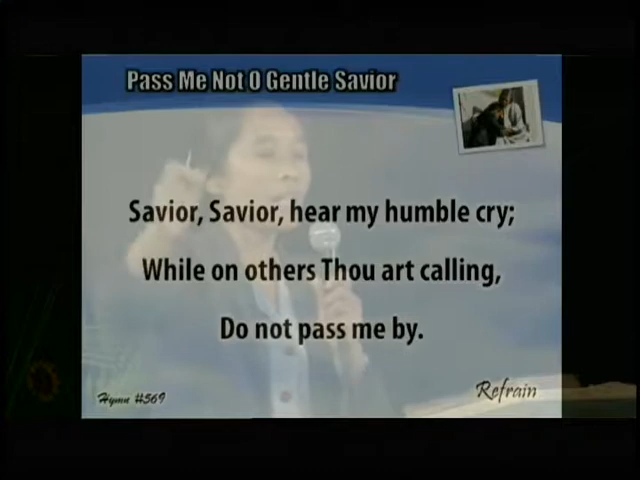 Pass Me Not O Gentle Savior
Savior, Savior, hear my humble cry;
While on others Thou art calling,
Do not pass me by.
Hymn #569
Refrain